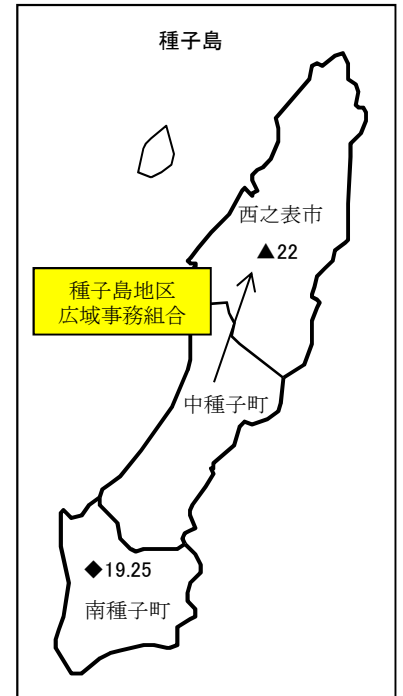 種子島
西之表市
▲22
種子島地区
広域事務組合
中種子町
◆19.25
南種子町